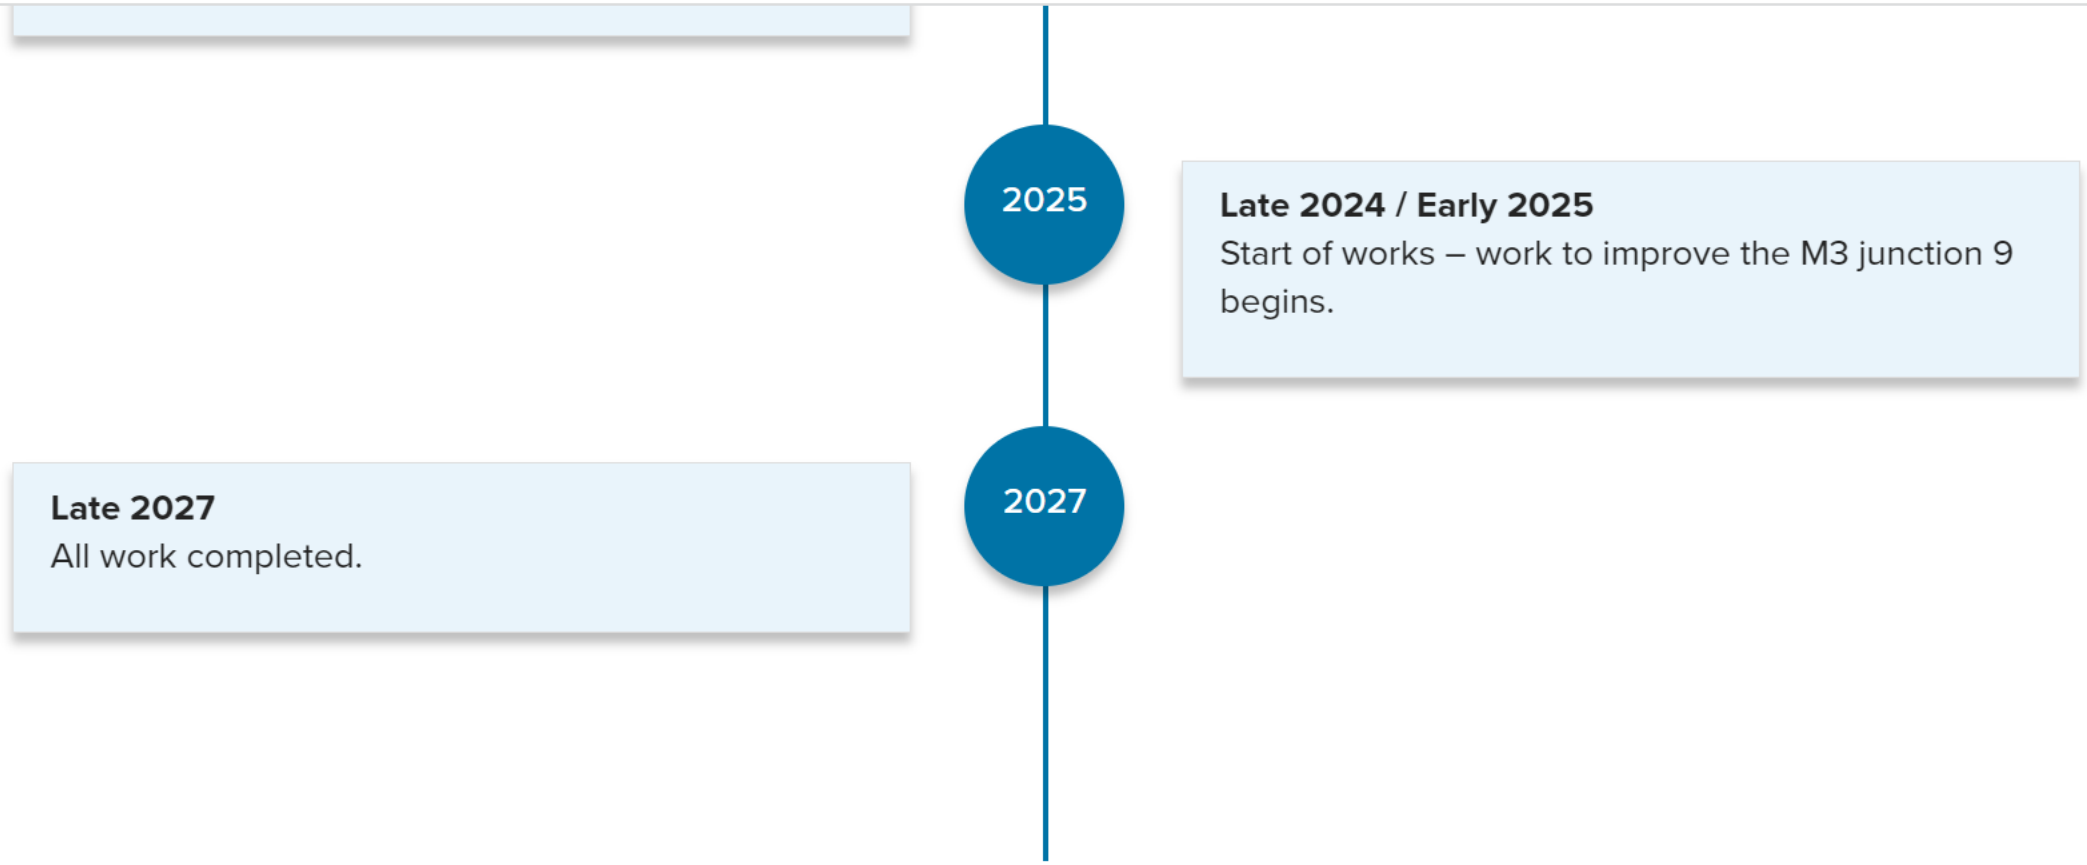 2025
Late 2024 / Early 2025
Start of works – work to improve the M3 junction 9
begins.
2027
Late 2027
All work completed.